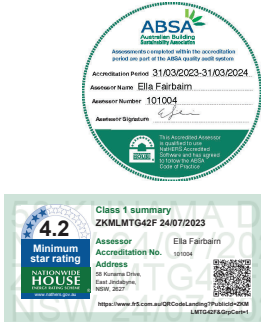 ABSA
Australian Building
Sustainability Association
Assessments completed within the accreditation
period are part of the ABSA quality audit system
Accreditation Period 31/03/2023-31/03/2024
Assessor Name Ella Fairbairn
Assessor Number 101004
Assessor Signature
This Accredited Assessor
is qualified to use
NatHERS Accredited
Software and has agreed
to follow the ABSA
Code of Practice
4.2
Minimum
star rating
NATIONWIDE
HOUSE
ENERGY RATING SCHEME
www.nathers.gov.au
Class 1 summary
ZKMLMTG42F 24/07/2023
Assessor Ella Fairbairn
Accreditation No. 101004
Address
58 Kunama Drive,
East Jindabyne,
NSW, 2627
https://www.fr5.com.au/QRCodeLanding?PublicId=ZKM
LMTG42F&GrpCert=1